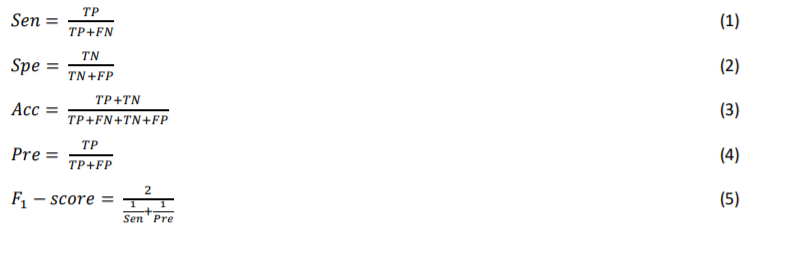 Sen = TP / TP+FN (1)
Spe = TN / TN+FP (2)
Acc = TP+TN / TP+FN+TN+FP (3)
Pre = TP / TP+FP (4)
F₁ − score = 2 / 1/Sen + 1/Pre (5)